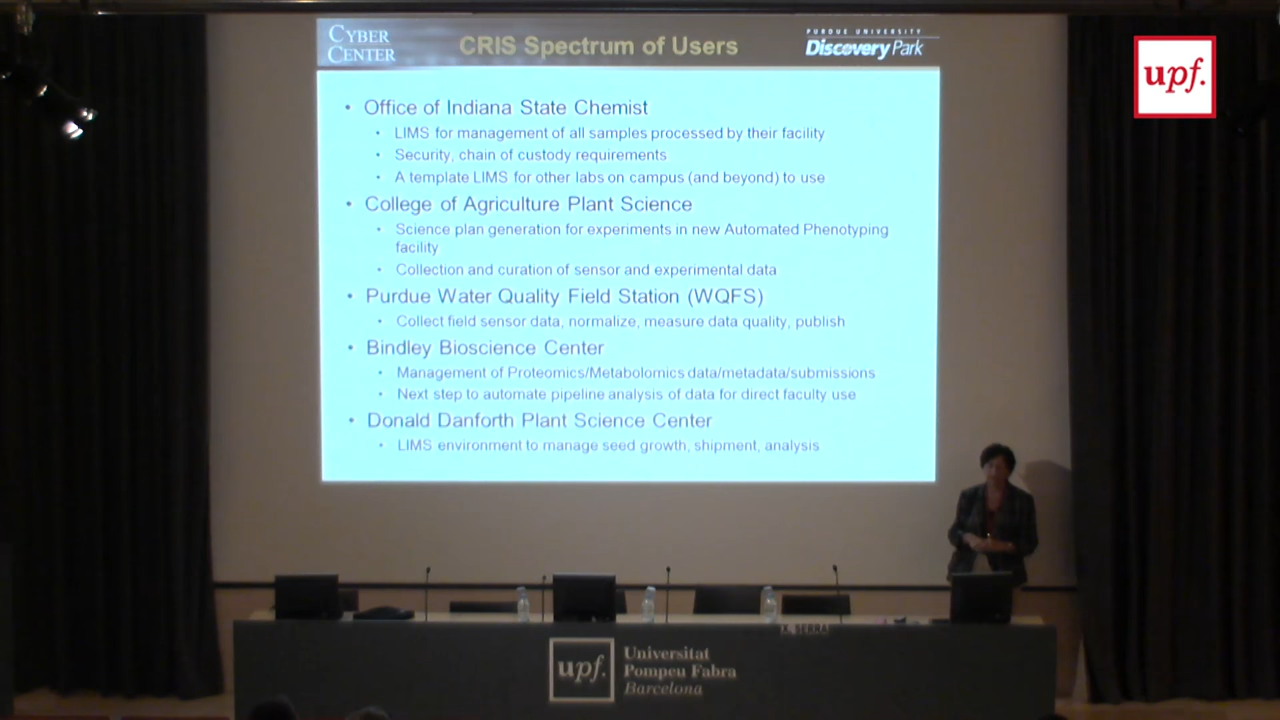 CYBER
CENTER
CRIS Spectrum of Users
PURDUE UNIVERSITY
Discovery Park
upf.
• Office of Indiana State Chemist
• LIMS for management of all samples processed by their facility
• Security, chain of custody requirements
• A template LIMS for other labs on campus (and beyond) to use
• College of Agriculture Plant Science
• Science plan generation for experiments in new Automated Phenotyping
facility
• Collection and curation of sensor and experimental data
• Purdue Water Quality Field Station (WQFS)
• Collect field sensor data, normalize, measure data quality, publish
• Bindley Bioscience Center
• Management of Proteomics/Metabolomics data/metadata/submissions
• Next step to automate pipeline analysis of data for direct faculty use
• Donald Danforth Plant Science Center
• LIMS environment to manage seed growth, shipment, analysis
X. SERRA
upf.
Universitat
Pompeu Fabra
Barcelona